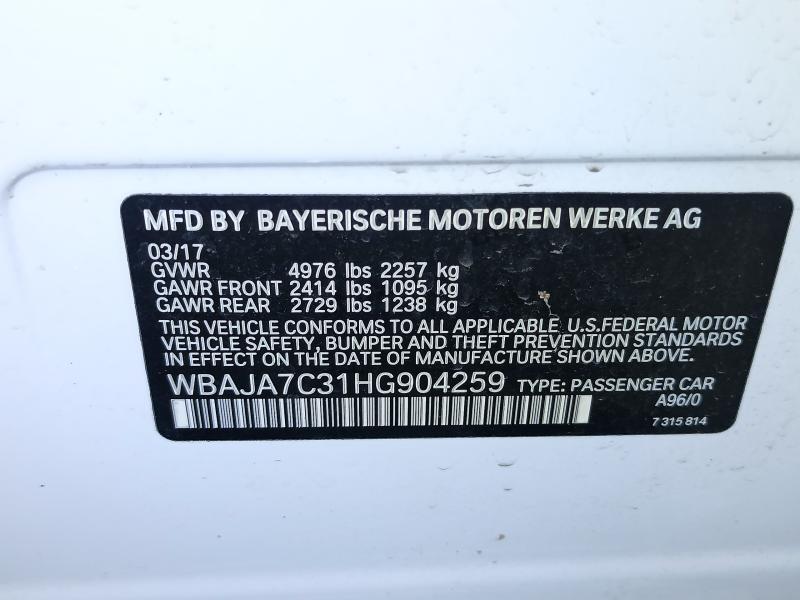 MFD BY BAYERISCHE MOTOREN WERKE AG
03/17
GVWR 4976 lbs 2257 kg
GAWR FRONT 2414 lbs 1095 kg
GAWR REAR 2729 lbs 1238 kg
THIS VEHICLE CONFORMS TO ALL APPLICABLE U.S.FEDERAL MOTOR
VEHICLE SAFETY, BUMPER AND THEFT PREVENTION STANDARDS
IN EFFECT ON THE DATE OF MANUFACTURE SHOWN ABOVE.
WBAJA7C31HG904259 TYPE: PASSENGER CAR
A96/0
7 315 814